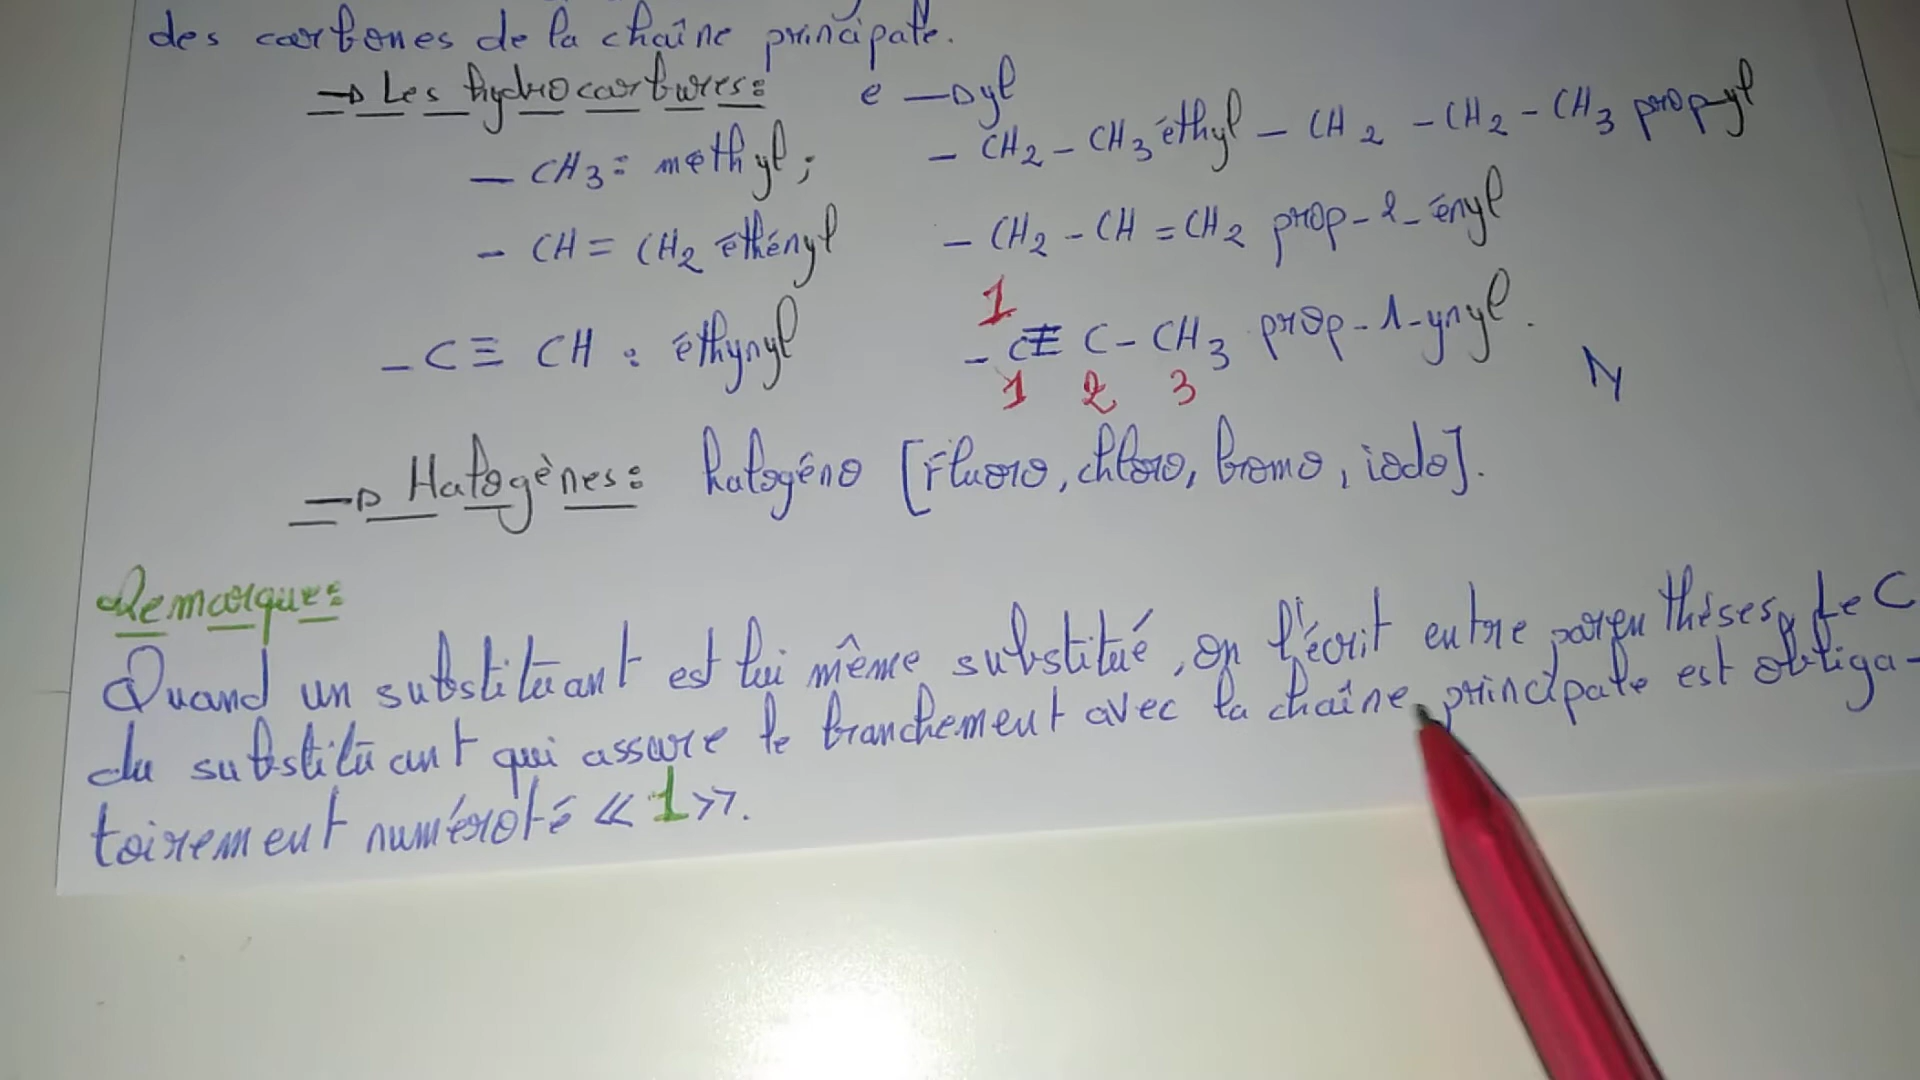 des carbones de la chaîne principale.
→ Les hydrocarbures: e → yl
- CH3: méthyl; - CH2 - CH3 éthyl - CH2 - CH2 - CH3 propyl
- CH = CH2 éthényl - CH2 - CH = CH2 prop-2-ényl
1
- C ≡ CH : éthynyl - C ≡ C - CH3 prop-1-ynyl.
1 2 3
→ Halogènes: halogéno [Fluoro, chloro, bromo, iodo].
Remarque:
Quand un substitüant est lui même substitué, on l'écrit entre parenthèses, Le C
du substitüant qui assure le branchement avec la chaîne principale est obliga-
toirement numéroté « 1 ».